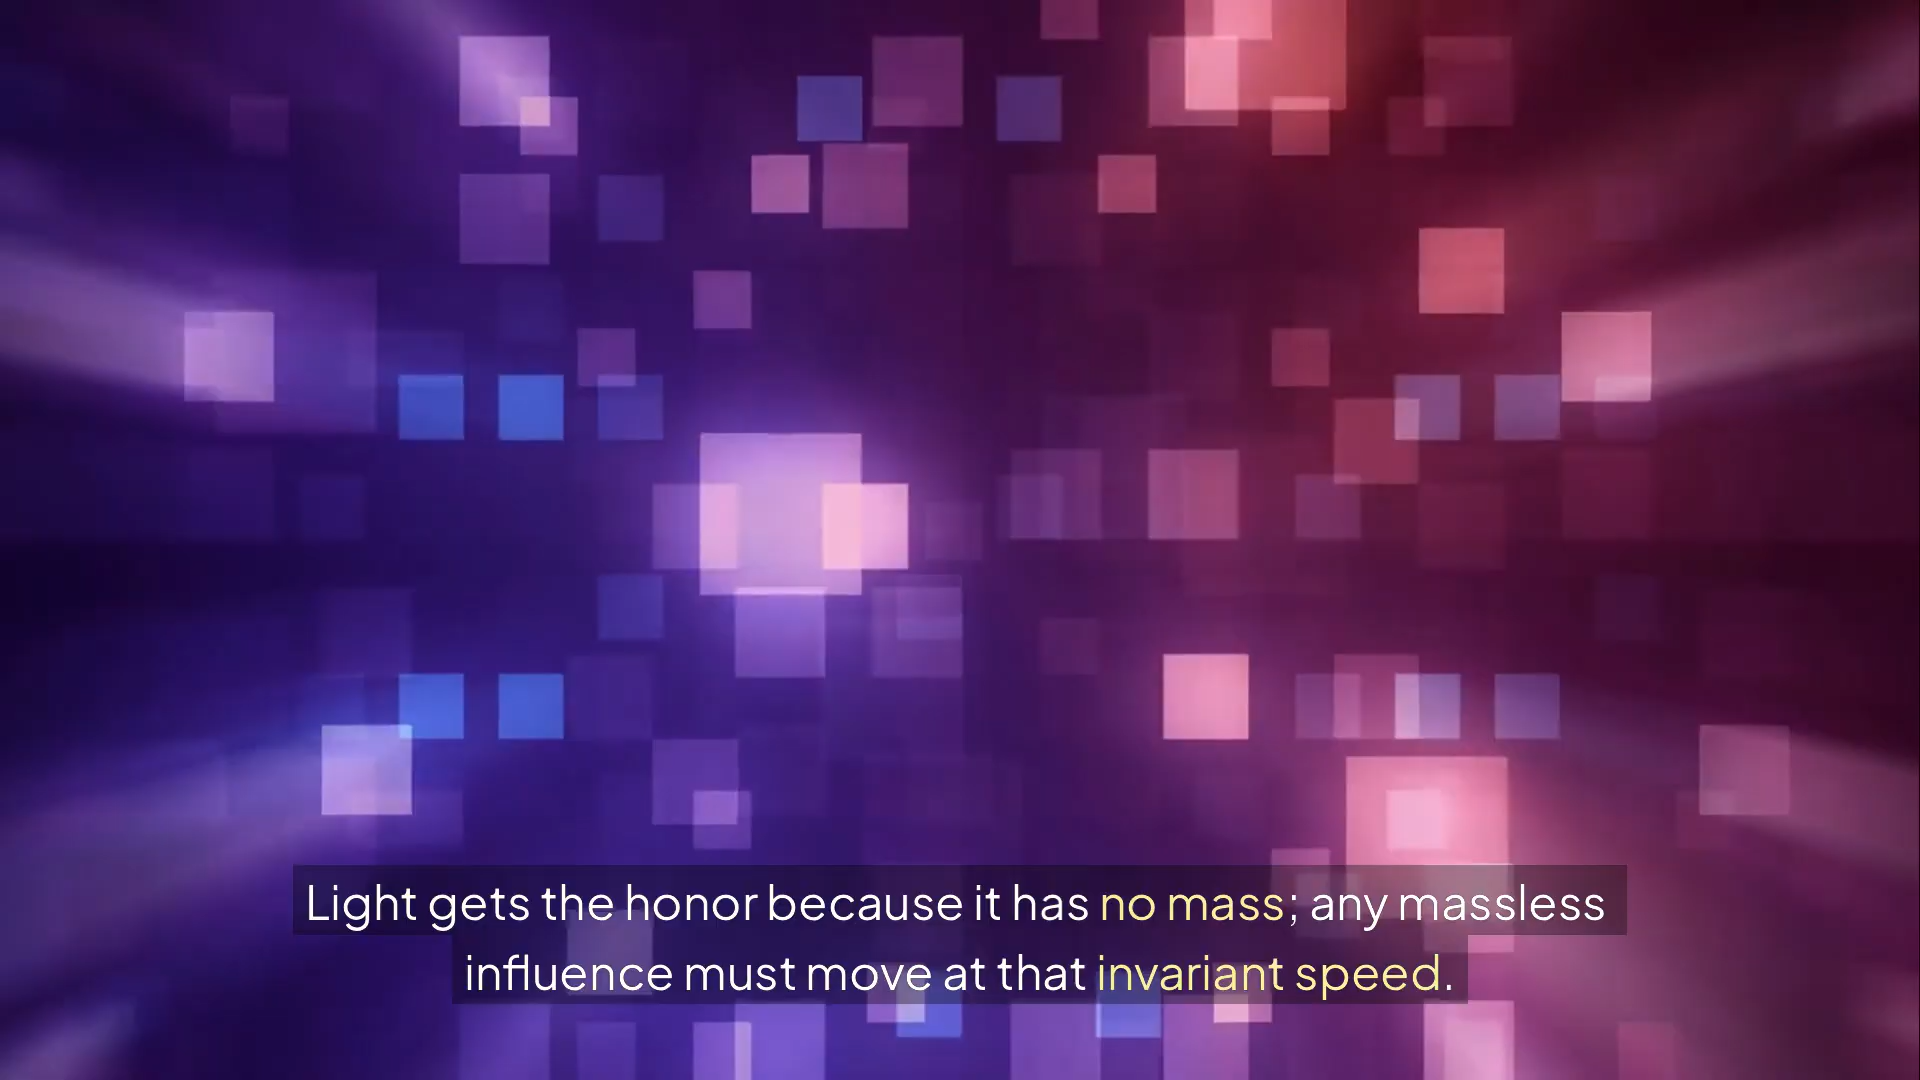 Light gets the honor because it has no mass; any massless
influence must move at that invariant speed.